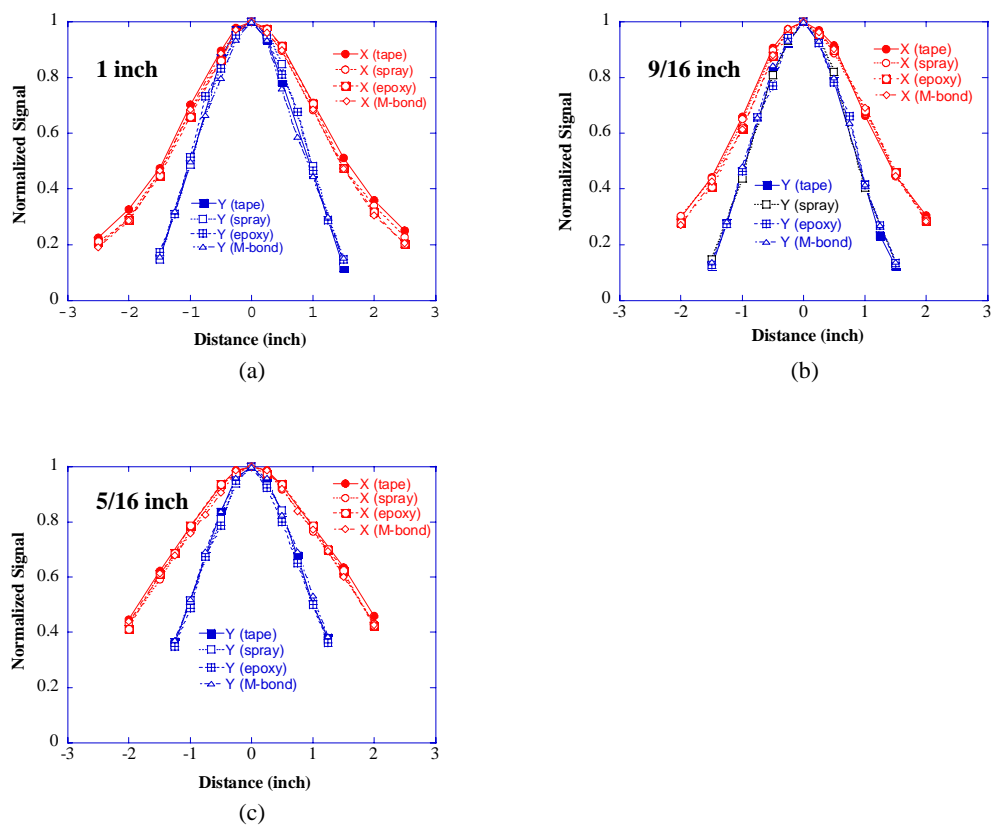 1 inch
X (tape)
X (spray)
X (epoxy)
X (M-bond)
Y (tape)
Y (spray)
Y (epoxy)
Y (M-bond)
Normalized Signal
1
0.8
0.6
0.4
0.2
0
-3 -2 -1 0 1 2 3
Distance (inch)
(a)
9/16 inch
X (tape)
X (spray)
X (epoxy)
X (M-bond)
Y (tape)
Y (spray)
Y (epoxy)
Y (M-bond)
Normalized Signal
1
0.8
0.6
0.4
0.2
0
-3 -2 -1 0 1 2 3
Distance (inch)
(b)
5/16 inch
X (tape)
X (spray)
X (epoxy)
X (M-bond)
Y (tape)
Y (spray)
Y (epoxy)
Y (M-bond)
Normalized Signal
1
0.8
0.6
0.4
0.2
0
-3 -2 -1 0 1 2 3
Distance (inch)
(c)